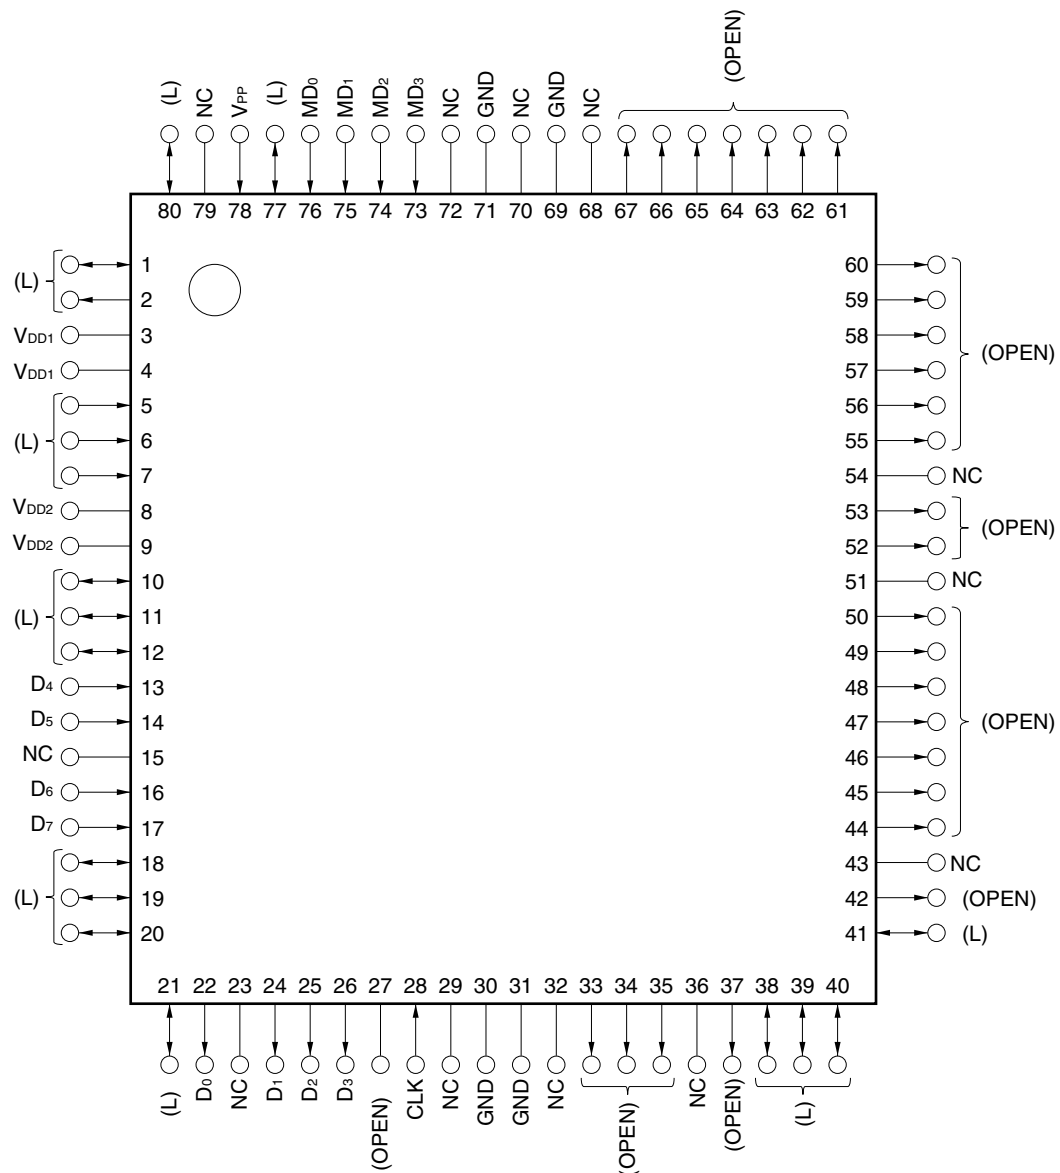 (OPEN)
(L) NC VPP (L) MD0 MD1 MD2 MD3 NC GND NC GND NC
80 79 78 77 76 75 74 73 72 71 70 69 68 67 66 65 64 63 62 61
(L)
1
2
VDD1 3
VDD1 4
(L)
5
6
7
VDD2 8
VDD2 9
(L)
10
11
12
D4 13
D5 14
NC 15
D6 16
D7 17
(L)
18
19
20
60
59
58
57
56
55
(OPEN)
54 NC
53
52
(OPEN)
51 NC
50
49
48
47
46
45
44
(OPEN)
43 NC
42 (OPEN)
41 (L)
21 22 23 24 25 26 27 28 29 30 31 32 33 34 35 36 37 38 39 40
(L) D0 NC D1 D2 D3 (OPEN) CLK NC GND GND NC (OPEN) NC (OPEN) (L)